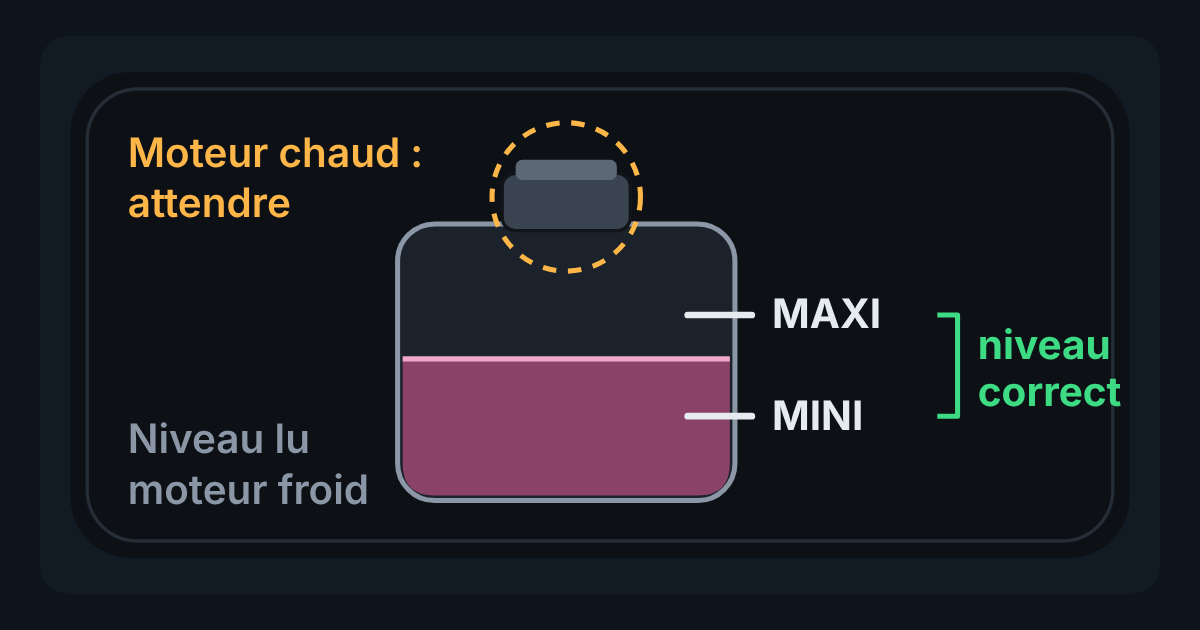 Moteur chaud :
attendre
MAXI
niveau
correct
MINI
Niveau lu
moteur froid